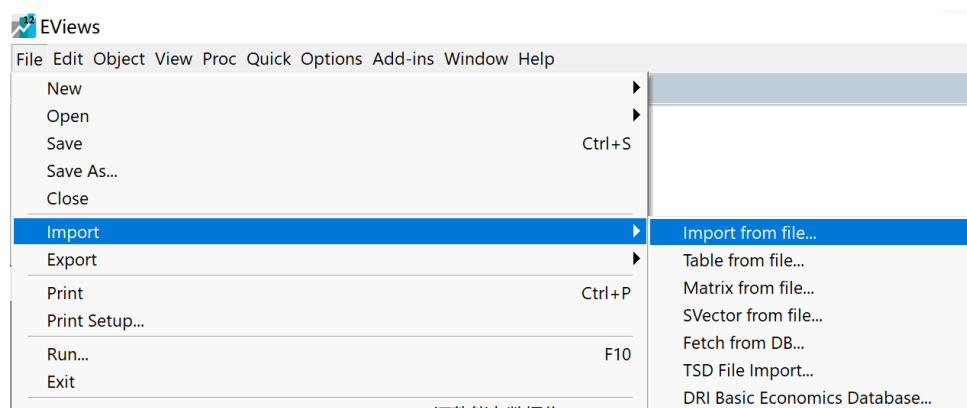 12 EViews
File Edit Object View Proc Quick Options Add-ins Window Help
New
Open
Save Ctrl+S
Save As...
Close
Import
Export
Print Ctrl+P
Print Setup...
Run... F10
Exit
Import from file...
Table from file...
Matrix from file...
SVector from file...
Fetch from DB...
TSD File Import...
DRI Basic Economics Database...